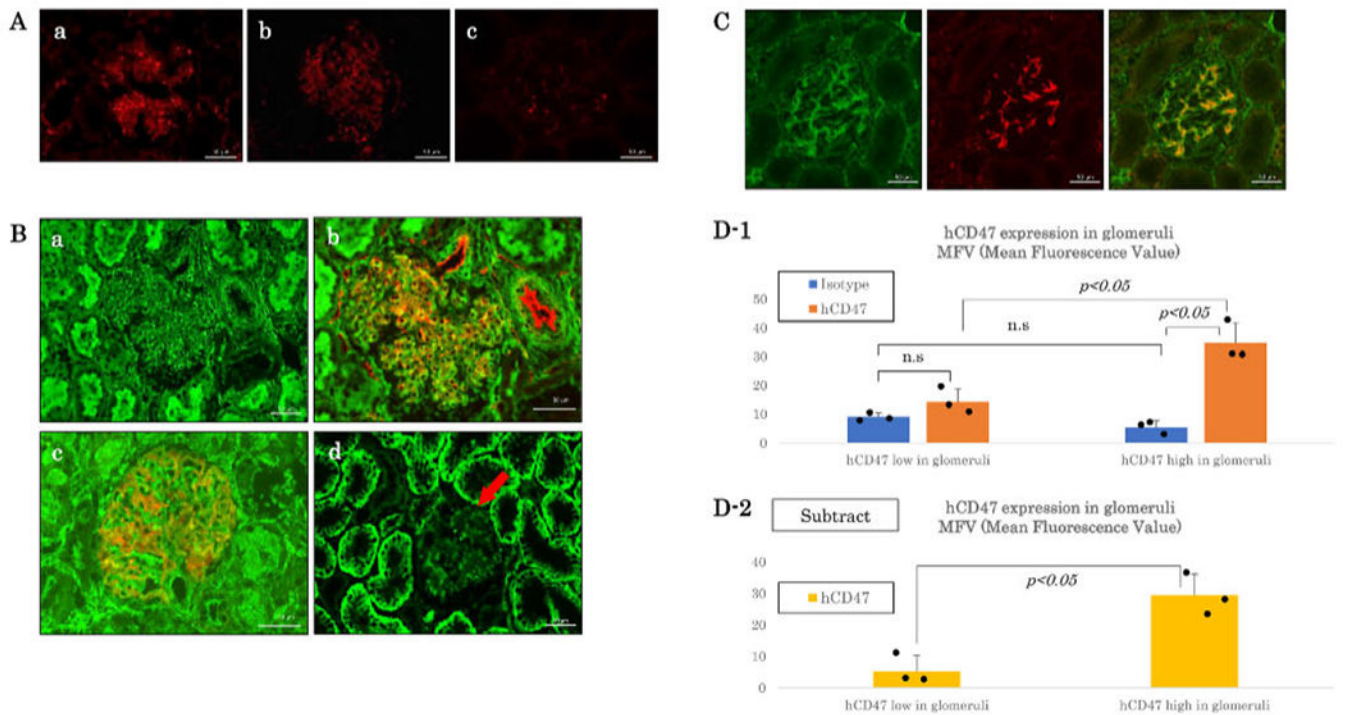 A
a
b
c
C
B
a
b
c
d
D-1
hCD47 expression in glomeruli
MFV (Mean Fluorescence Value)
Isotype
hCD47
50
40
30
20
10
0
n.s
n.s
p<0.05
p<0.05
hCD47 low in glomeruli
hCD47 high in glomeruli
D-2
Subtract
hCD47 expression in glomeruli
MFV (Mean Fluorescence Value)
hCD47
40
30
20
10
0
p<0.05
hCD47 low in glomeruli
hCD47 high in glomeruli